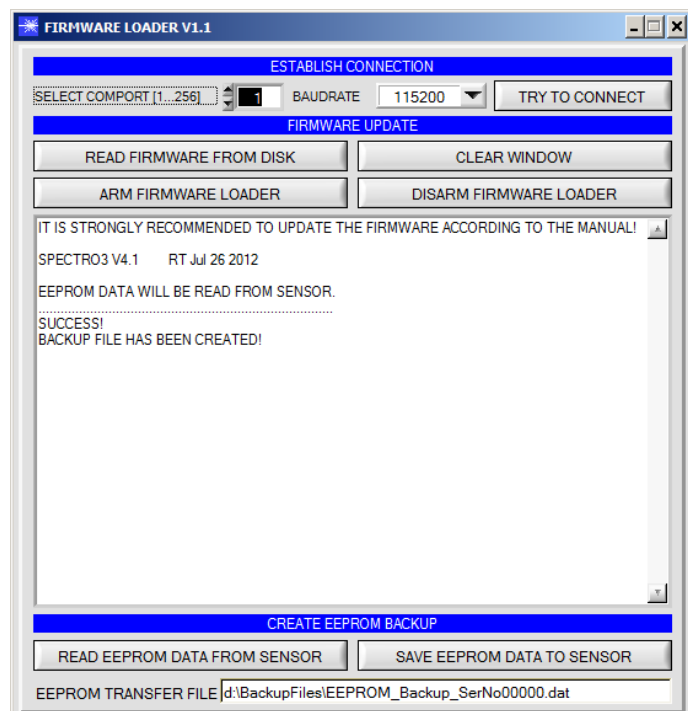 FIRMWARE LOADER V1.1
ESTABLISH CONNECTION
SELECT COMPORT [1...256] 1 BAUDRATE 115200 TRY TO CONNECT
FIRMWARE UPDATE
READ FIRMWARE FROM DISK CLEAR WINDOW
ARM FIRMWARE LOADER DISARM FIRMWARE LOADER
IT IS STRONGLY RECOMMENDED TO UPDATE THE FIRMWARE ACCORDING TO THE MANUAL!
SPECTRO3 V4.1 RT Jul 26 2012
EEPROM DATA WILL BE READ FROM SENSOR.
................................................................................
SUCCESS!
BACKUP FILE HAS BEEN CREATED!
CREATE EEPROM BACKUP
READ EEPROM DATA FROM SENSOR SAVE EEPROM DATA TO SENSOR
EEPROM TRANSFER FILE d:\BackupFiles\EEPROM_Backup_SerNo00000.dat